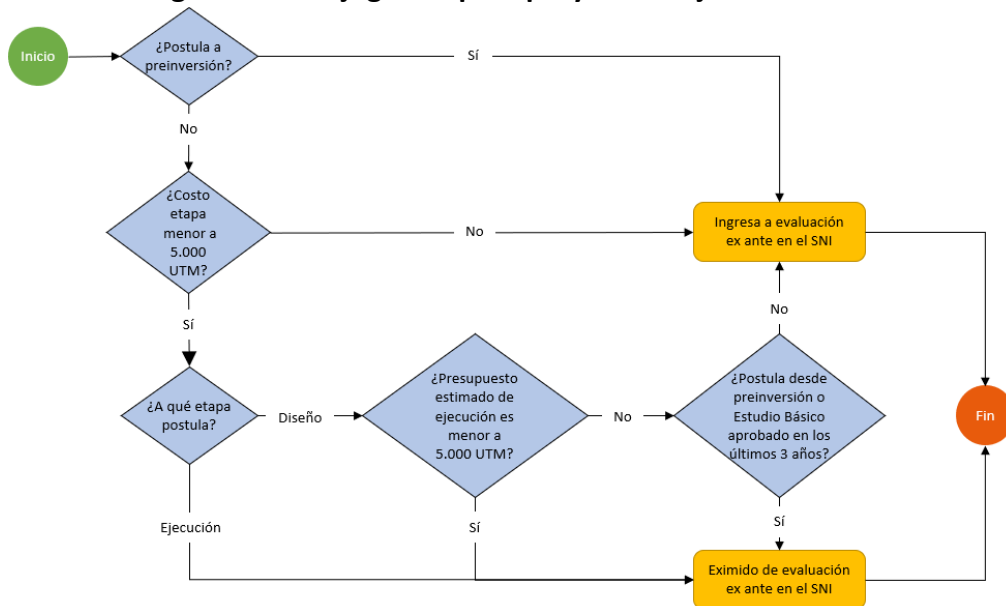 Inicio
¿Postula a
preinversión?
Sí
No
¿Costo
etapa
menor a
5.000
UTM?
No
Ingresa a evaluación
ex ante en el SNI
Sí
No
¿A qué etapa
postula?
Diseño
¿Presupuesto
estimado de
ejecución es
menor a
5.000 UTM?
No
¿Postula desde
preinversión o
Estudio Básico
aprobado en los
últimos 3 años?
Fin
Ejecución
Sí
Sí
Eximido de evaluación
ex ante en el SNI